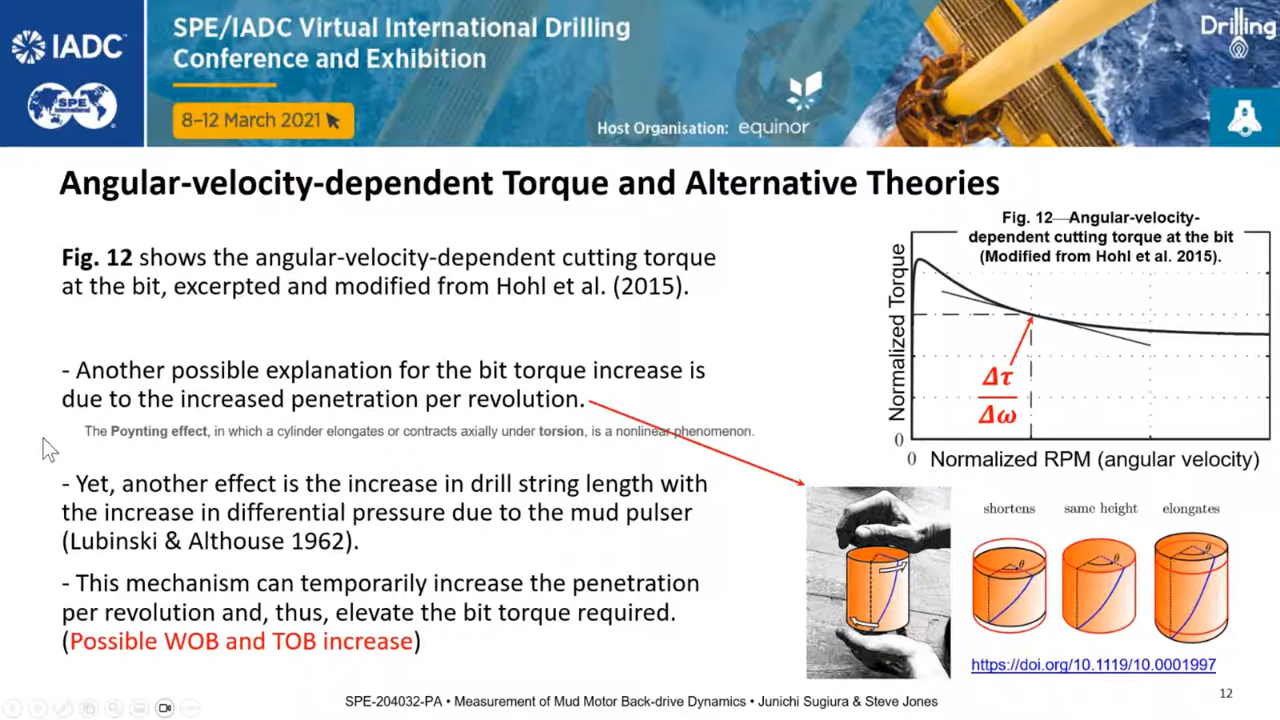 IADC
SPE
International
SPE/IADC Virtual International Drilling
Conference and Exhibition
8–12 March 2021
Host Organisation: equinor
Drilling
Angular-velocity-dependent Torque and Alternative Theories
Fig. 12 shows the angular-velocity-dependent cutting torque
at the bit, excerpted and modified from Hohl et al. (2015).
- Another possible explanation for the bit torque increase is
due to the increased penetration per revolution.
The Poynting effect, in which a cylinder elongates or contracts axially under torsion, is a nonlinear phenomenon.
- Yet, another effect is the increase in drill string length with
the increase in differential pressure due to the mud pulser
(Lubinski & Althouse 1962).
- This mechanism can temporarily increase the penetration
per revolution and, thus, elevate the bit torque required.
(Possible WOB and TOB increase)
Fig. 12—Angular-velocity-
dependent cutting torque at the bit
(Modified from Hohl et al. 2015).
Normalized Torque
Δτ
Δω
0
0
Normalized RPM (angular velocity)
shortens same height elongates
θ θ θ
https://doi.org/10.1119/10.0001997
SPE-204032-PA • Measurement of Mud Motor Back-drive Dynamics • Junichi Sugiura & Steve Jones
12